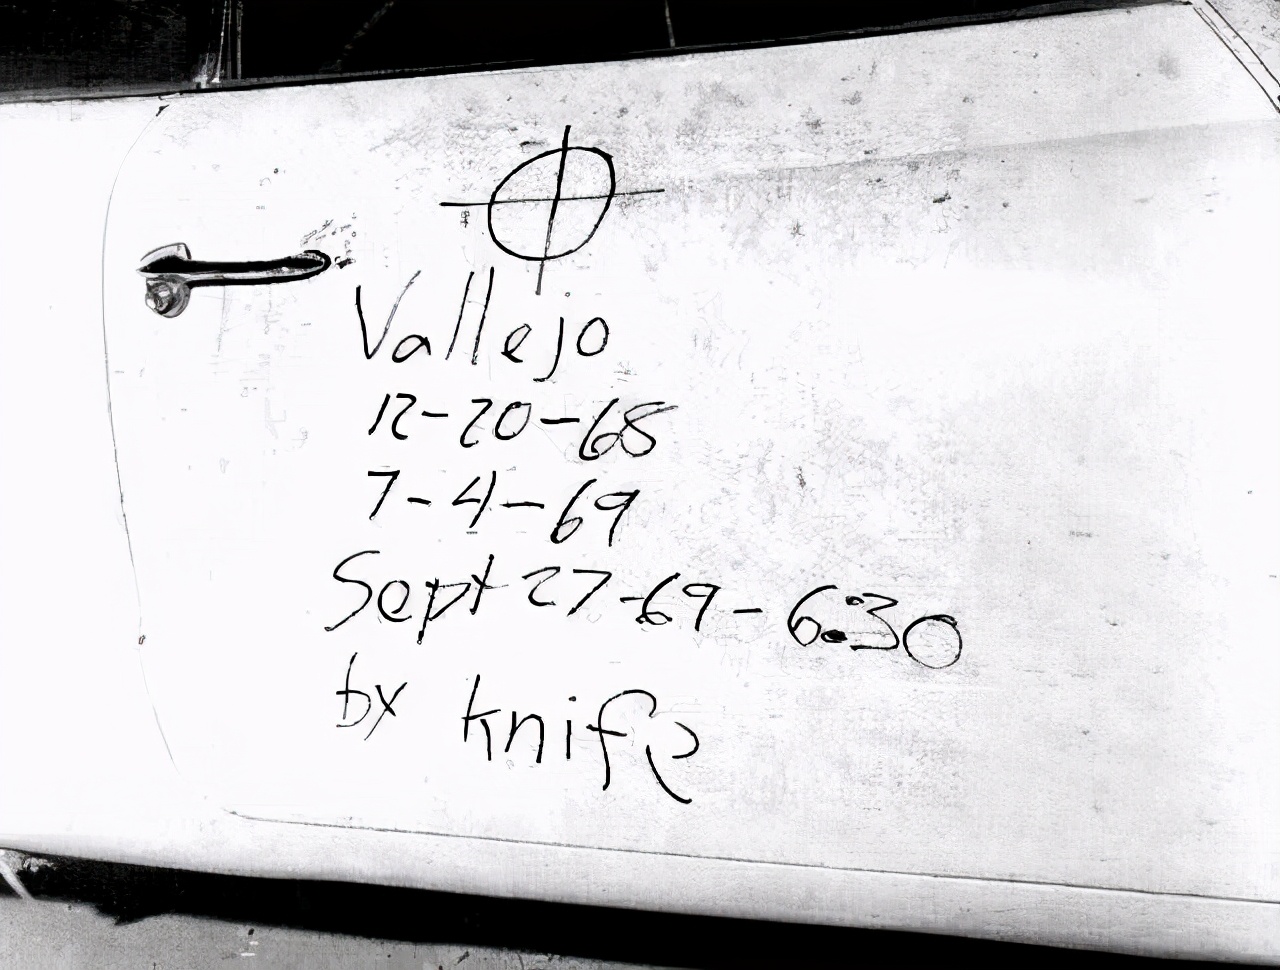 Vallejo
12-20-68
7-4-69
Sept 27-69-6:30
by knife